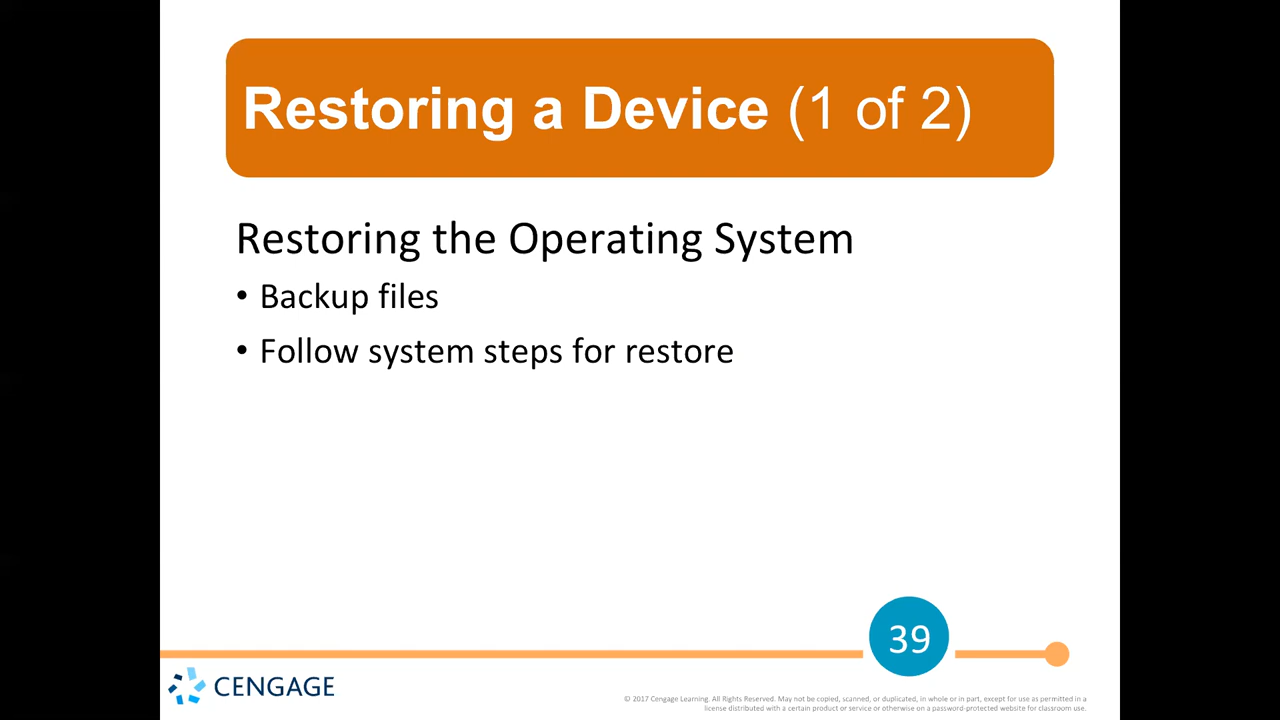 Restoring a Device (1 of 2)
Restoring the Operating System
• Backup files
• Follow system steps for restore
39
CENGAGE
© 2017 Cengage Learning. All Rights Reserved. May not be copied, scanned, or duplicated, in whole or in part, except for use as permitted in a
license distributed with a certain product or service or otherwise on a password-protected website for classroom use.